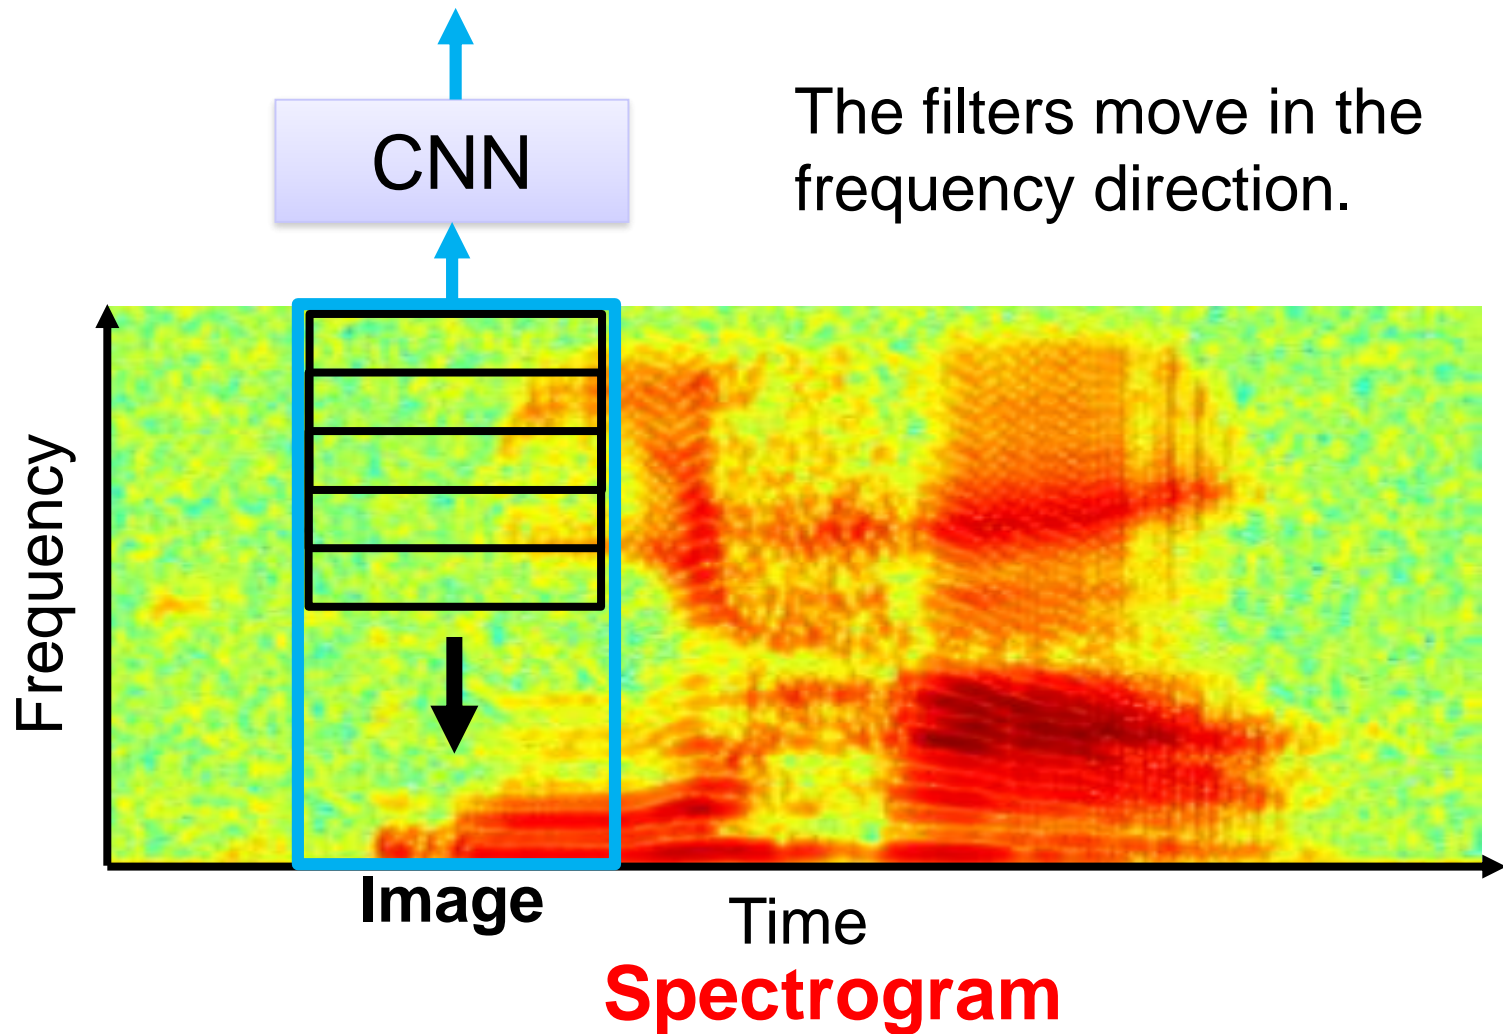 CNN
The filters move in the
frequency direction.
Frequency
Image
Time
Spectrogram